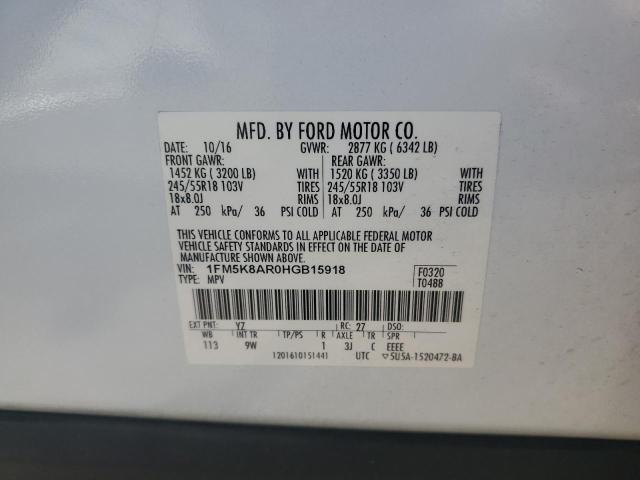 MFD. BY FORD MOTOR CO.
DATE: 10/16 GVWR: 2877 KG ( 6342 LB)
FRONT GAWR: REAR GAWR:
1452 KG ( 3200 LB) WITH 1520 KG ( 3350 LB) WITH
245/55R18 103V TIRES 245/55R18 103V TIRES
18x8.0J RIMS 18x8.0J RIMS
AT 250 kPa/ 36 PSI COLD AT 250 kPa/ 36 PSI COLD
THIS VEHICLE CONFORMS TO ALL APPLICABLE FEDERAL MOTOR
VEHICLE SAFETY STANDARDS IN EFFECT ON THE DATE OF
MANUFACTURE SHOWN ABOVE.
VIN: 1FM5K8AR0HGB15918 F0320
TYPE: MPV T0488
EXT PNT: YZ RC: 27 DSO:
WB INT TR TP/PS R AXLE TR SPR
113 9W 1 3J C EEEE
1201610151441 UTC ▽5U5A-1520472-BA